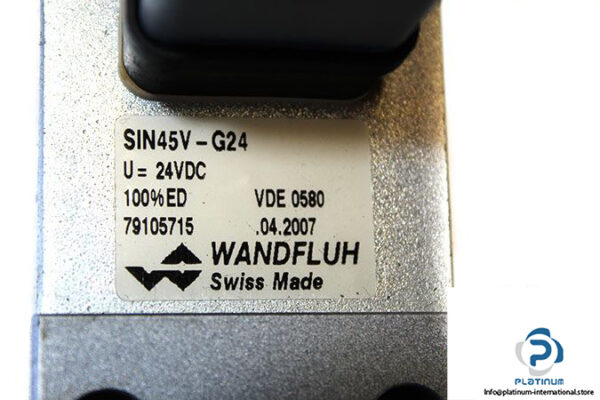 SIN45V-G24
U= 24VDC
100%ED VDE 0580
79105715 .04.2007
WANDFLUH
Swiss Made
PLATINUM
Info@platinum-international.store